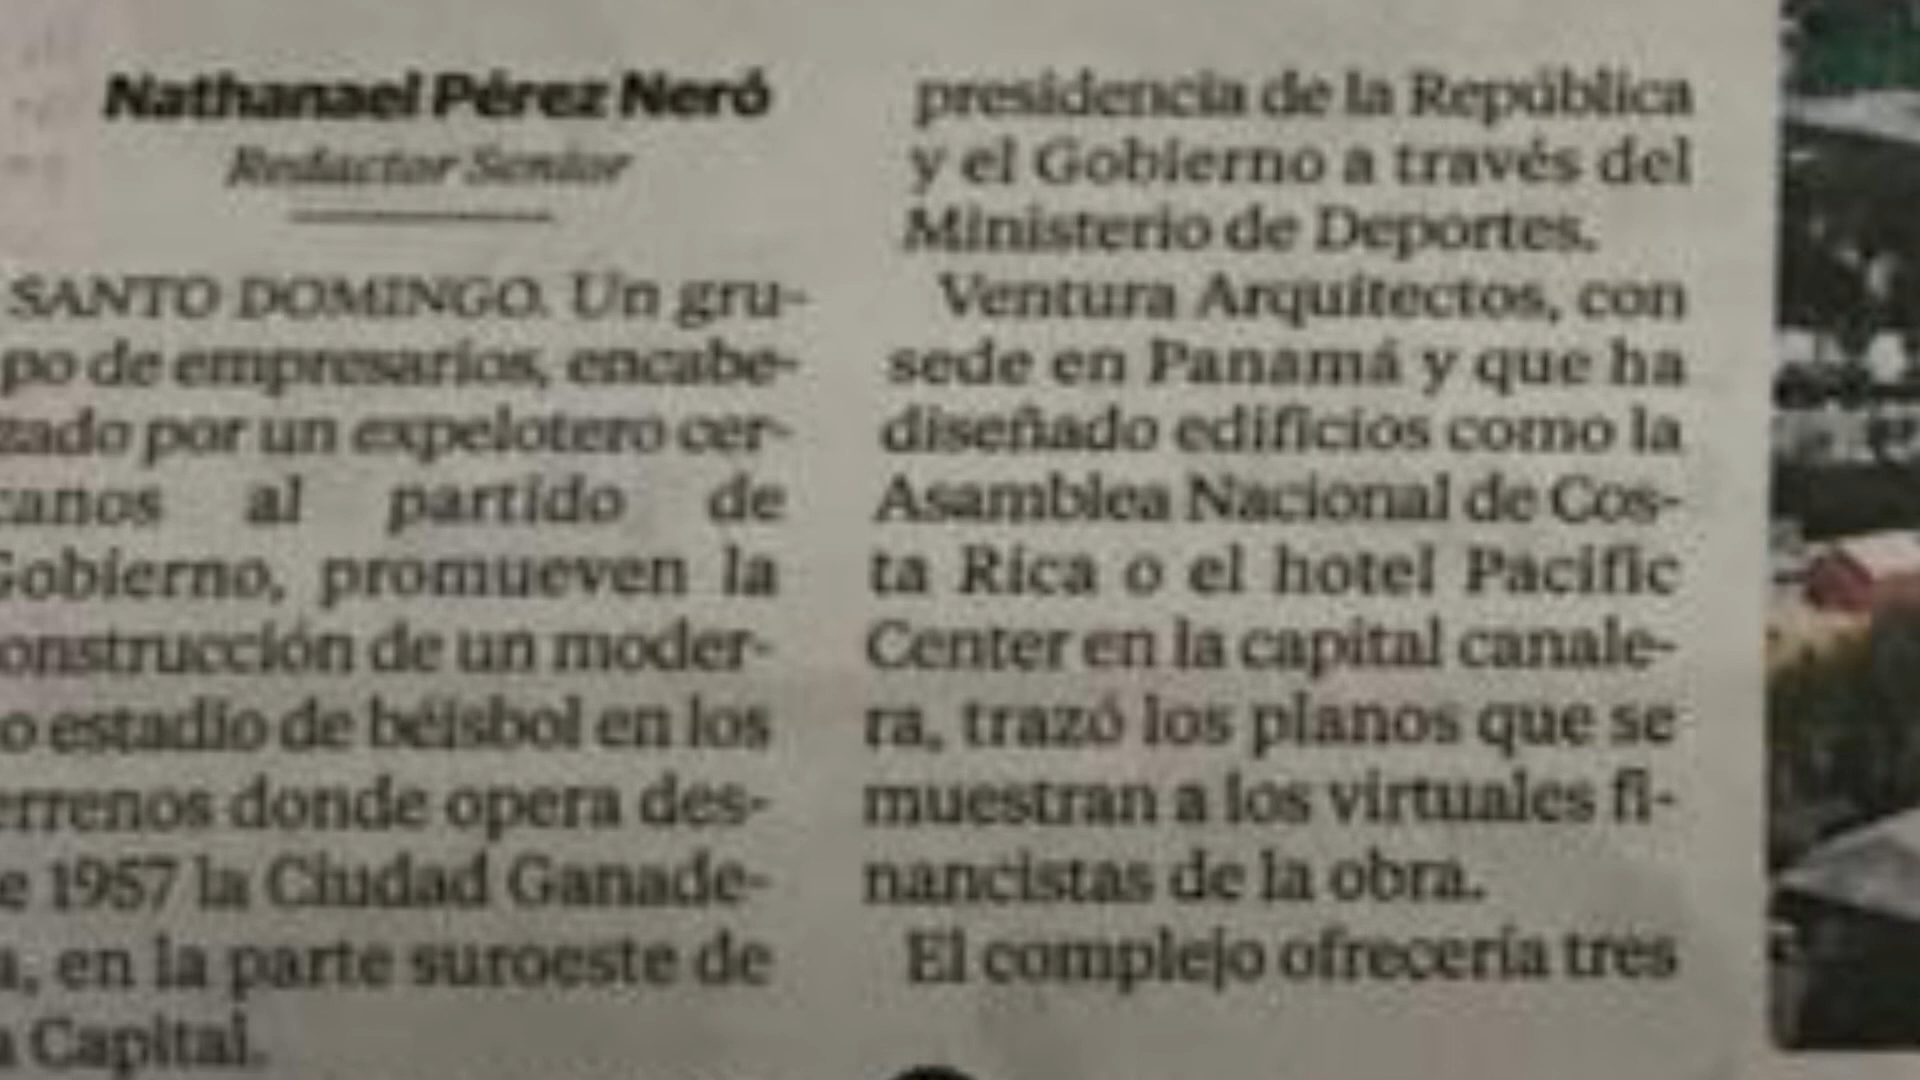 Nathanael Pérez Neró
Redactor Senior
SANTO DOMINGO. Un gru-
po de empresarios, encabe-
zado por un expelotero cer-
canos al partido de
Gobierno, promueven la
onstrucción de un moder-
o estadio de béisbol en los
errenos donde opera des-
e 1957 la Ciudad Ganade-
a, en la parte suroeste de
a Capital.
presidencia de la República
y el Gobierno a través del
Ministerio de Deportes.
Ventura Arquitectos, con
sede en Panamá y que ha
diseñado edificios como la
Asamblea Nacional de Cos-
ta Rica o el hotel Pacific
Center en la capital canale-
ra, trazó los planos que se
muestran a los virtuales fi-
nancistas de la obra.
El complejo ofrecería tres